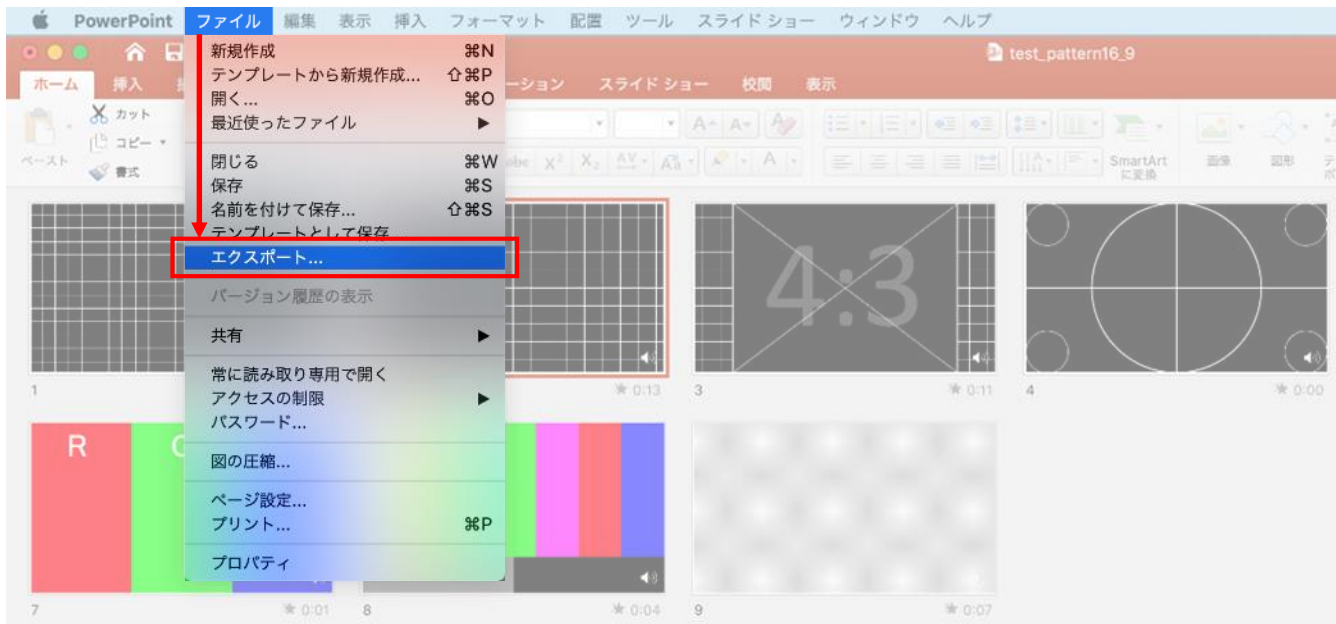 PowerPoint ファイル 編集 表示 挿入 フォーマット 配置 ツール スライド ショー ウィンドウ ヘルプ
test_pattern16_9
ホーム 挿入 ーション スライド ショー 校閲 表示
新規作成 ⌘N
テンプレートから新規作成... ⇧⌘P
開く... ⌘O
最近使ったファイル ▶
閉じる ⌘W
保存 ⌘S
名前を付けて保存... ⇧⌘S
テンプレートとして保存
エクスポート...
バージョン履歴の表示
共有 ▶
常に読み取り専用で開く
アクセスの制限 ▶
パスワード...
図の圧縮...
ページ設定...
プリント... ⌘P
プロパティ
ペースト
カット
コピー
書式
abc X² X₂ AV
A A
SmartArt
に変換
画像 図形
4:3
1
0:13
3 0:11
4 0:00
R
7 0:01
8 0:04
9 0:07